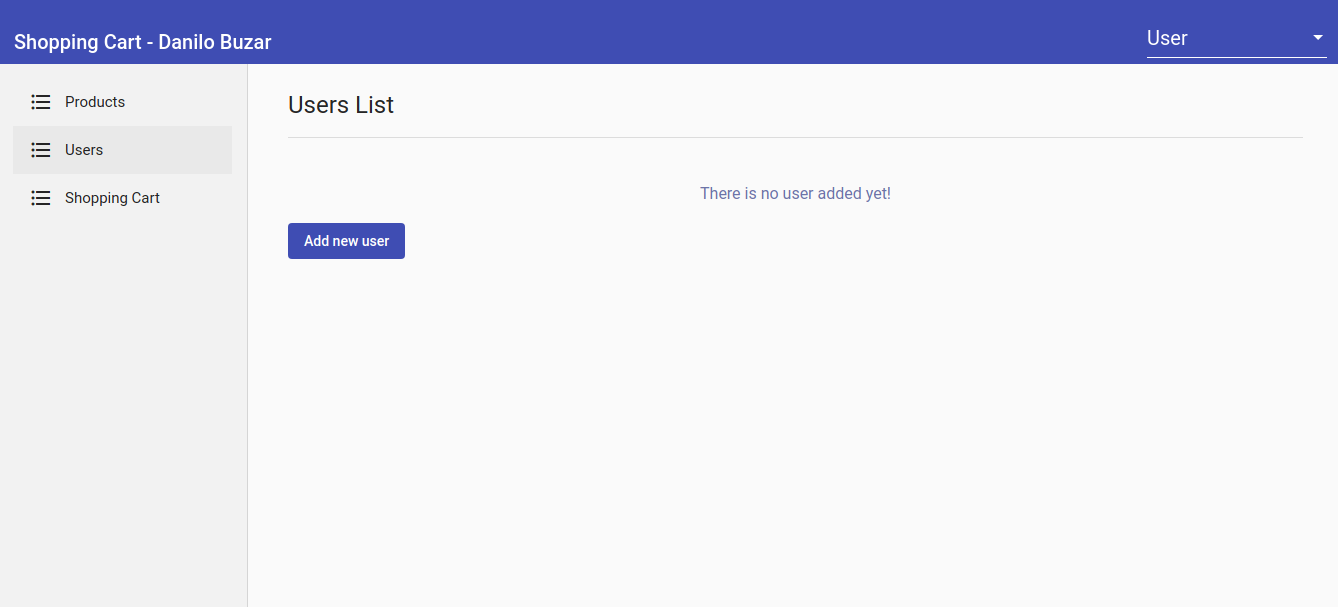 Shopping Cart - Danilo Buzar
User
Products
Users
Shopping Cart
Users List
There is no user added yet!
Add new user